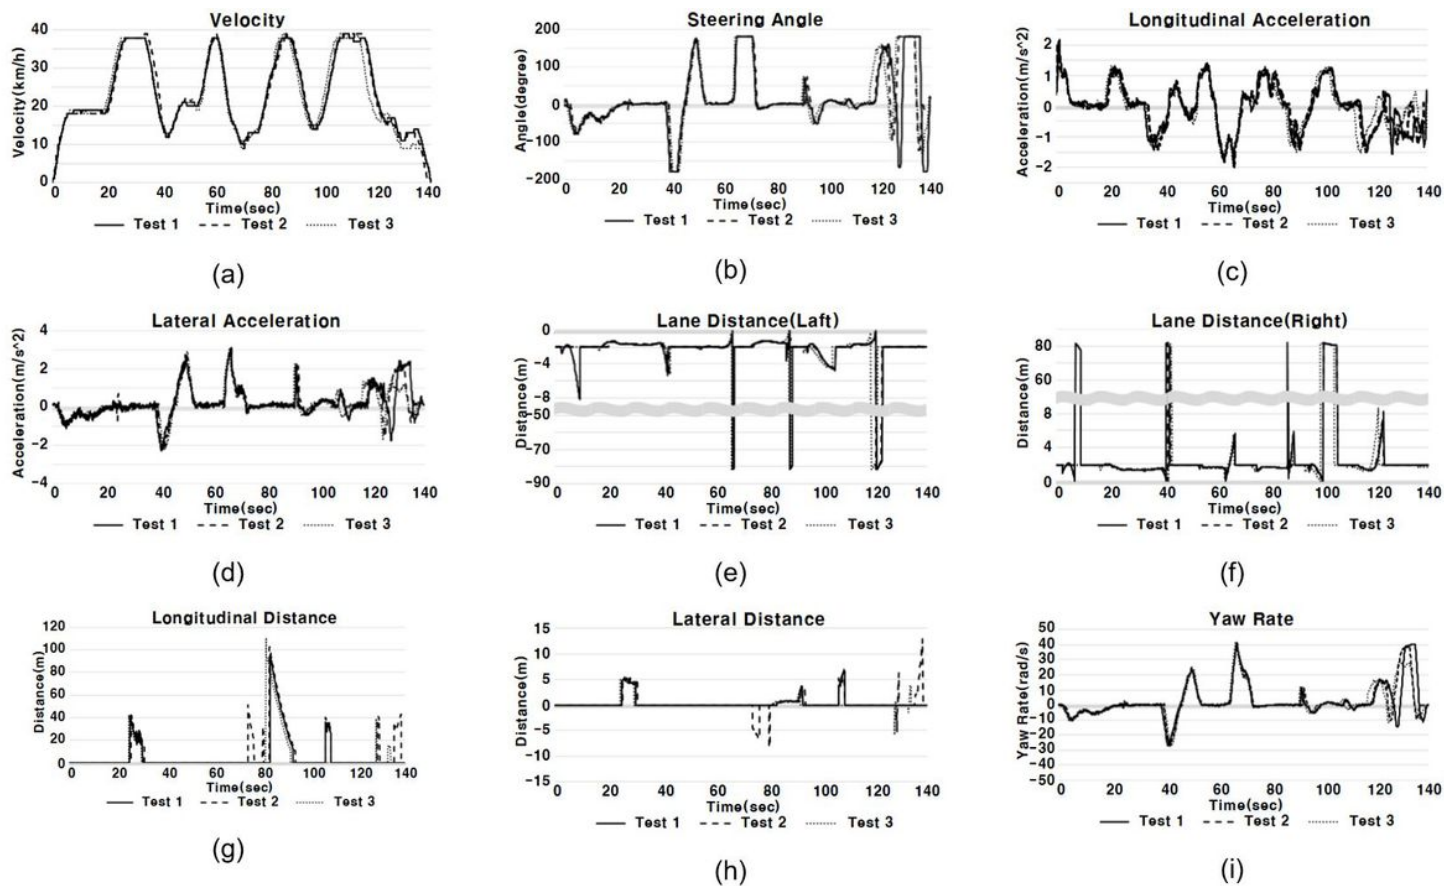 Velocity
Velocity(km/h)
40
30
20
10
0
0 20 40 60 80 100 120 140
Time(sec)
Test 1 Test 2 Test 3
(a)
Steering Angle
Angle(degree)
200
100
0
-100
-200
0 20 40 60 80 100 120 140
Time(sec)
Test 1 Test 2 Test 3
(b)
Longitudinal Acceleration
Acceleration(m/s^2)
2
1
0
-1
-2
0 20 40 60 80 100 120 140
Time(sec)
Test 1 Test 2 Test 3
(c)
Lateral Acceleration
Acceleration(m/s^2)
4
2
0
-2
-4
0 20 40 60 80 100 120 140
Time(sec)
Test 1 Test 2 Test 3
(d)
Lane Distance(Left)
Distance(m)
0
-4
-8
-50
-70
-90
0 20 40 60 80 100 120 140
Time(sec)
Test 1 Test 2 Test 3
(e)
Lane Distance(Right)
Distance(m)
80
60
8
4
0
0 20 40 60 80 100 120 140
Time(sec)
Test 1 Test 2 Test 3
(f)
Longitudinal Distance
Distance(m)
120
100
80
60
40
20
0
0 20 40 60 80 100 120 140
Time(sec)
Test 1 Test 2 Test 3
(g)
Lateral Distance
Distance(m)
15
10
5
0
-5
-10
-15
0 20 40 60 80 100 120 140
Time(sec)
Test 1 Test 2 Test 3
(h)
Yaw Rate
Yaw Rate(rad/s)
50
40
30
20
10
0
-10
-20
-30
-40
-50
0 20 40 60 80 100 120 140
Time(sec)
Test 1 Test 2 Test 3
(i)